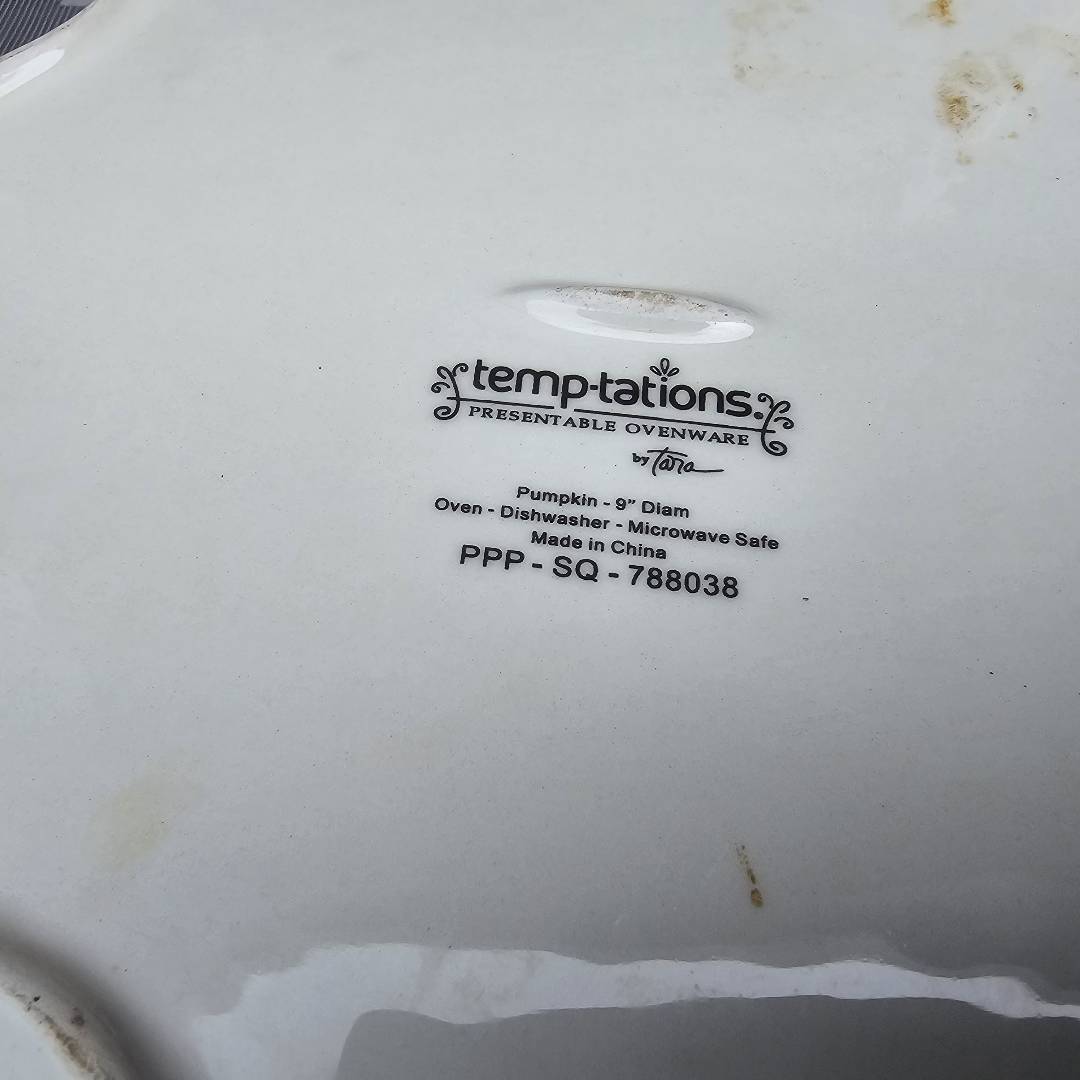 temp-tations.
PRESENTABLE OVENWARE
by Tara
Pumpkin - 9" Diam
Oven - Dishwasher - Microwave Safe
Made in China
PPP - SQ - 788038